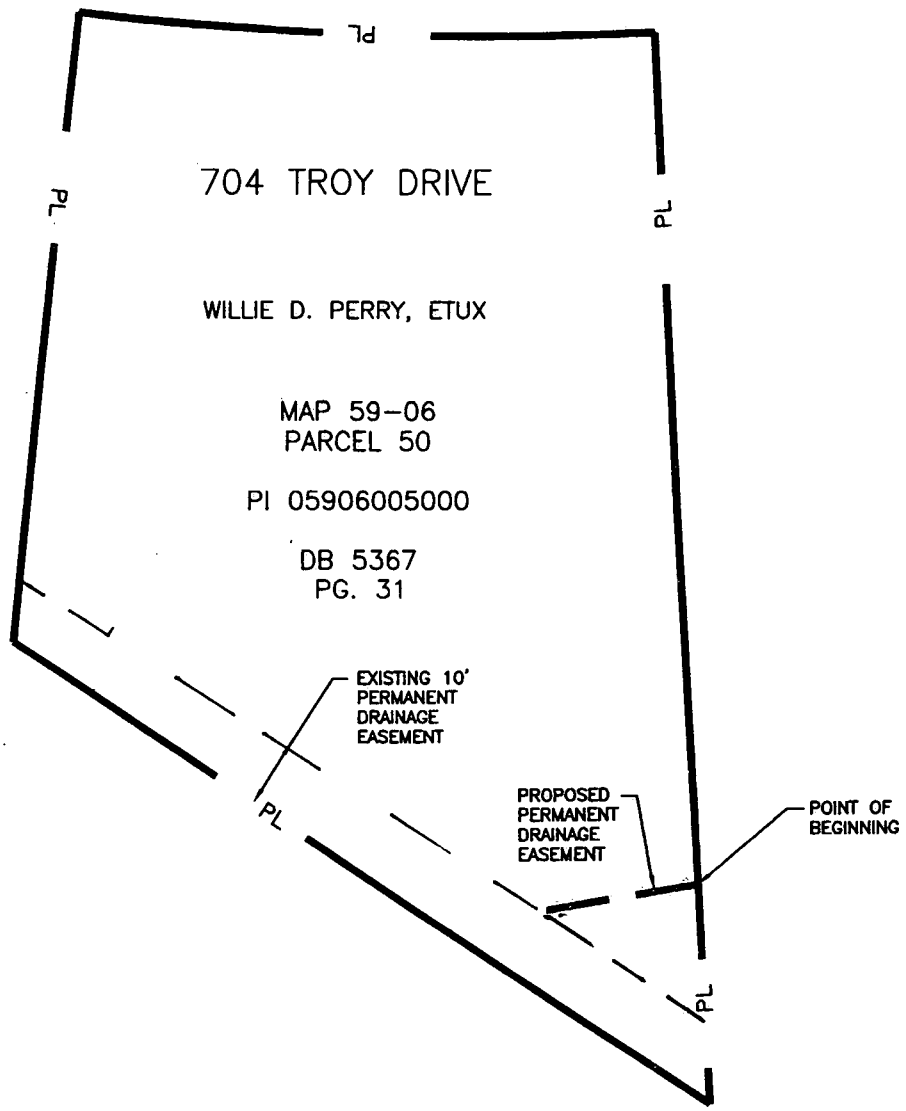 PL
704 TROY DRIVE
PL
PL
WILLIE D. PERRY, ETUX
MAP 59-06
PARCEL 50
PI 05906005000
DB 5367
PG. 31
EXISTING 10'
PERMANENT
DRAINAGE
EASEMENT
PL
PROPOSED
PERMANENT
DRAINAGE
EASEMENT
POINT OF
BEGINNING
PL